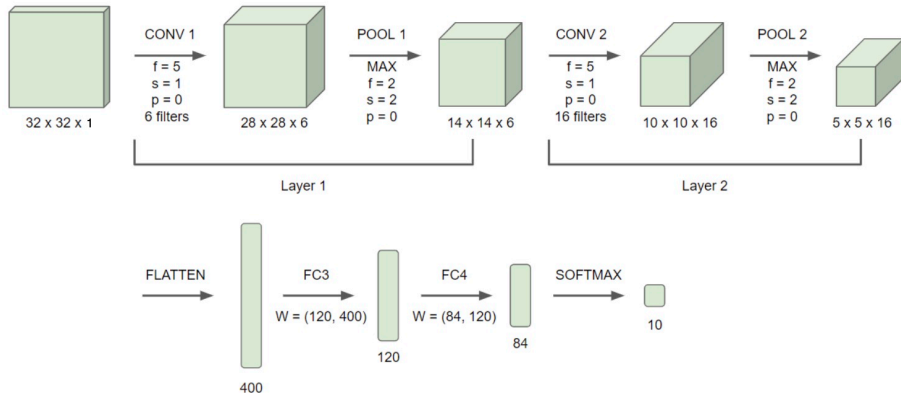 CONV 1
f = 5
s = 1
p = 0
6 filters
POOL 1
MAX
f = 2
s = 2
p = 0
CONV 2
f = 5
s = 1
p = 0
16 filters
POOL 2
MAX
f = 2
s = 2
p = 0
32 x 32 x 1
28 x 28 x 6
14 x 14 x 6
10 x 10 x 16
5 x 5 x 16
Layer 1
Layer 2
FLATTEN
400
FC3
W = (120, 400)
120
FC4
W = (84, 120)
84
SOFTMAX
10